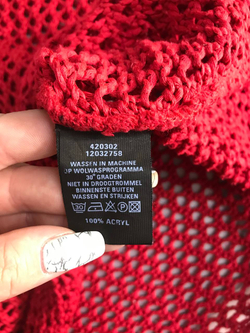 420302
12032758
WASSEN IN MACHINE
OP WOLWASPROGRAMMA
30° GRADEN
NIET IN DROOGTROMMEL
BINNENSTE BUITEN
WASSEN EN STRIJKEN
30
100% ACRYL